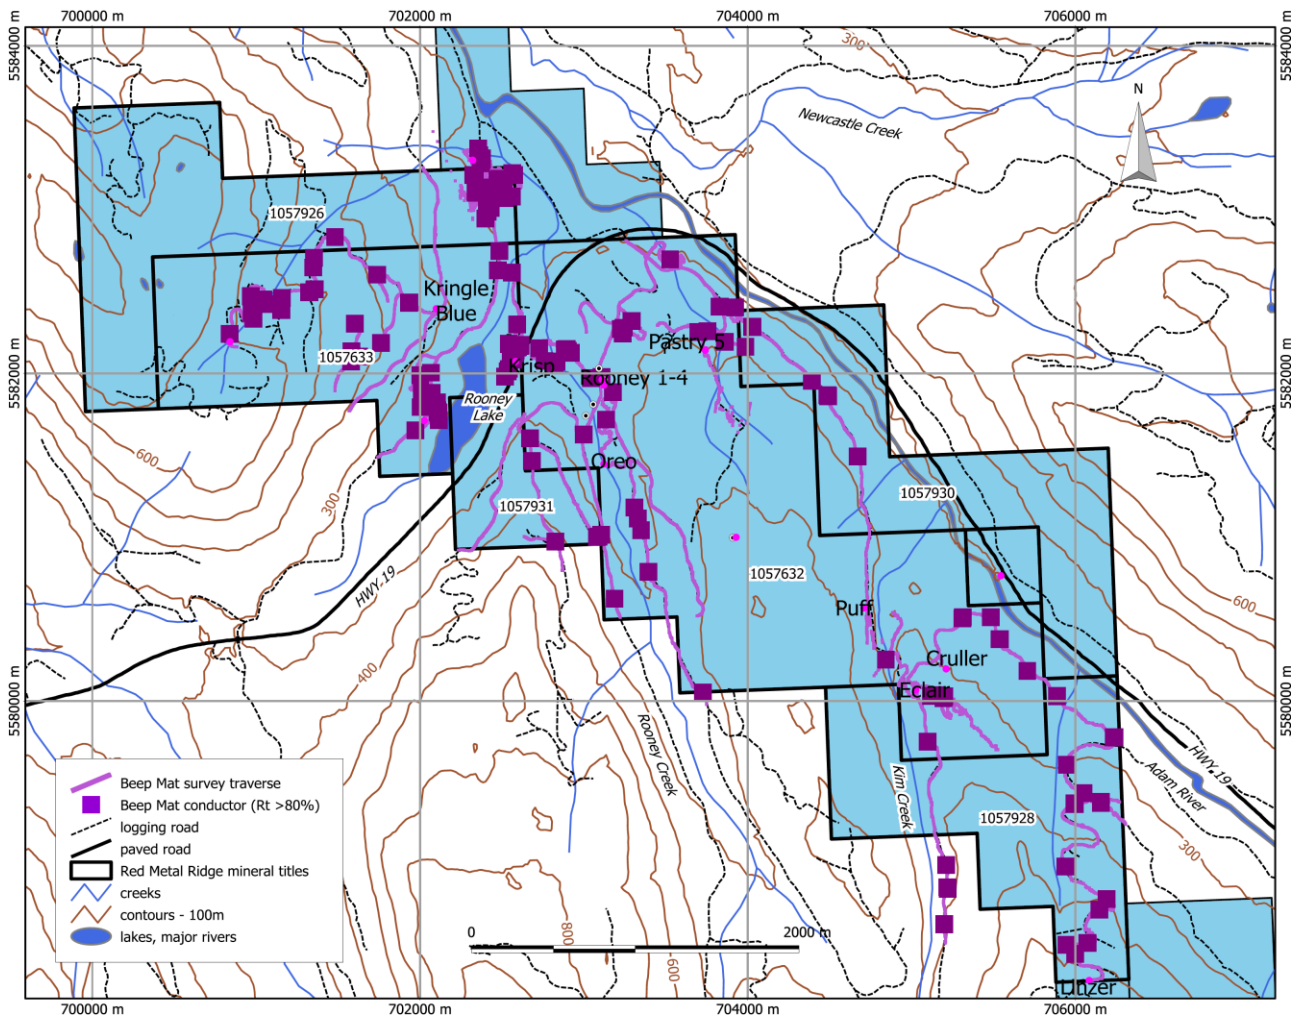 700000 m
702000 m
704000 m
706000 m
5584000 m
5584000 m
300
N
Newcastle Creek
1057926
Kringle
Blue
Pastry 5
1057633
5582000 m
5582000 m
Krisp
Rooney 1-4
Rooney
Lake
600
Oreo
300
1057931
1057930
1057632
HWY 19
600
Puff
400
Cruller
Eclair
5580000 m
5580000 m
Rooney Creek
HWY 19
Adam River
Kim Creek
1057928
300
Beep Mat survey traverse
Beep Mat conductor (Rt >80%)
logging road
paved road
Red Metal Ridge mineral titles
creeks
contours - 100m
lakes, major rivers
0
2000 m
800
600
Linzer
700000 m
702000 m
704000 m
706000 m